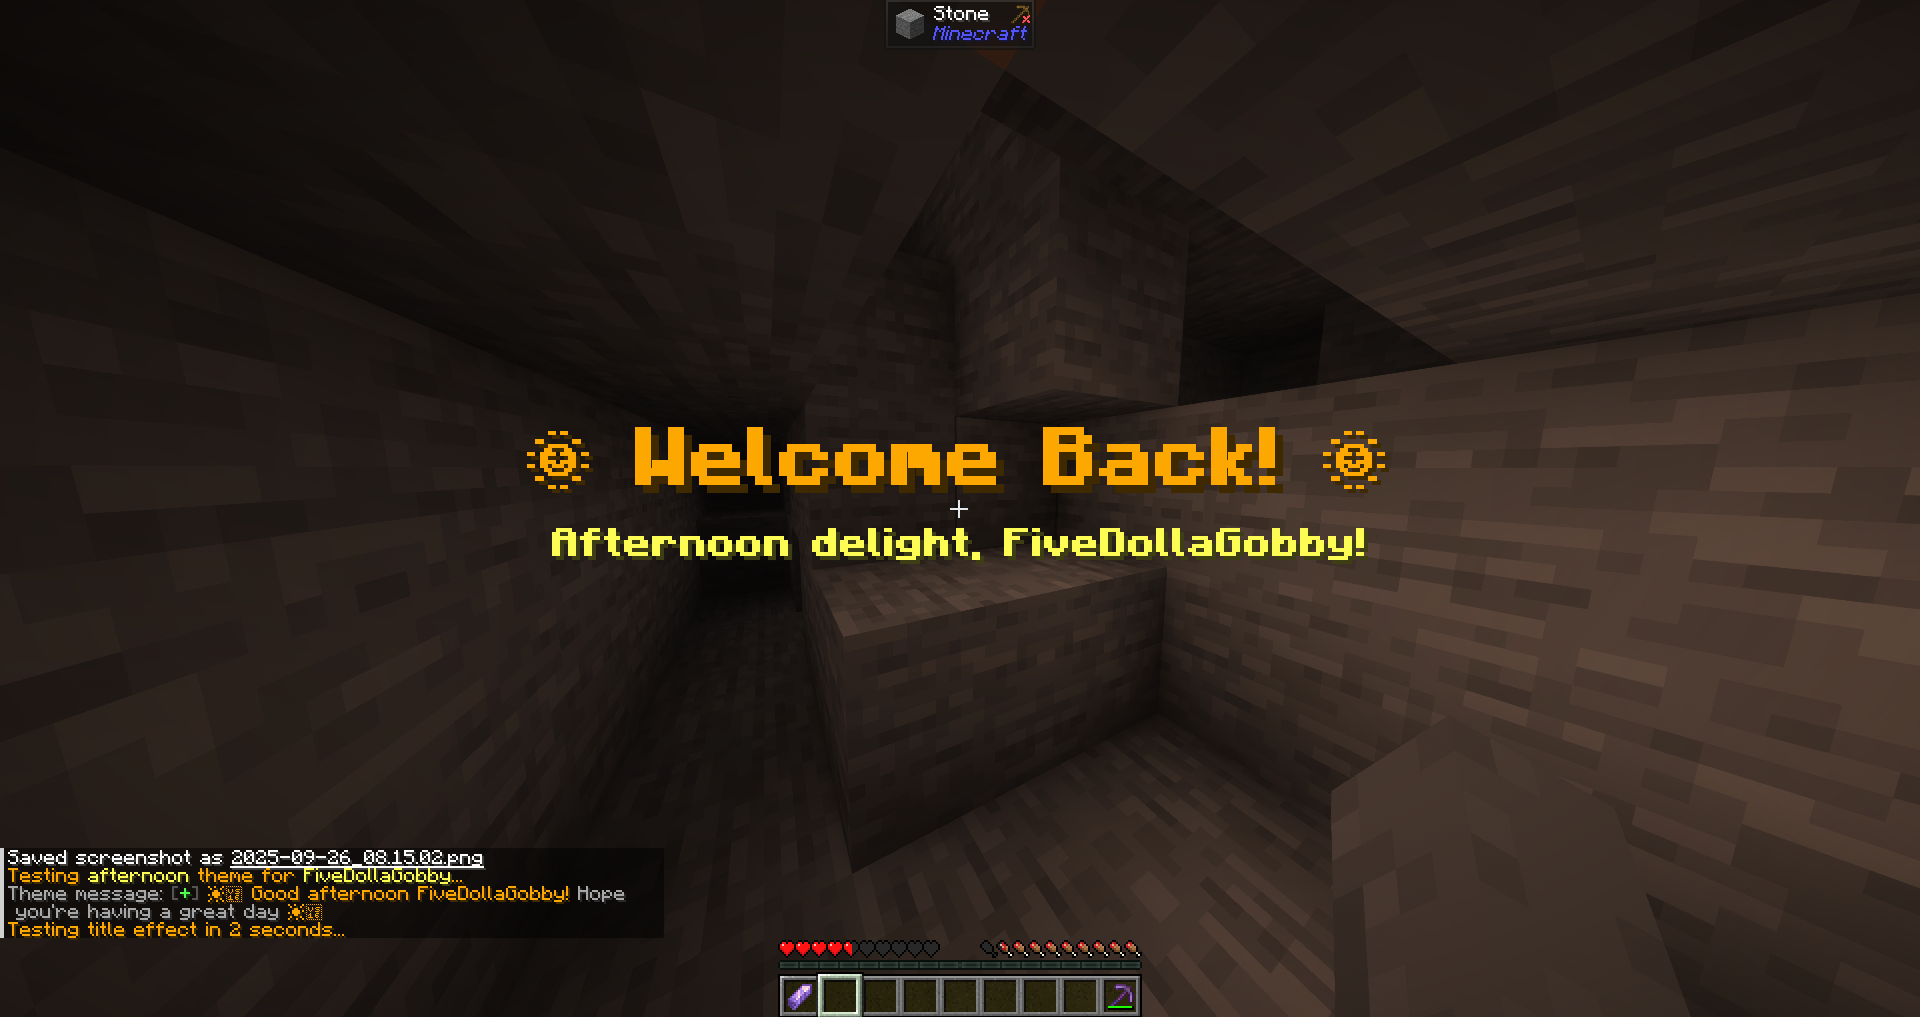 Stone
Minecraft
Welcome Back!
Afternoon delight, FiveDollaGobby!
Saved screenshot as 2025-09-26_08.15.02.png
Testing afternoon theme for FiveDollaGobby...
Theme message: [+] ☀ Good afternoon FiveDollaGobby! Hope
you're having a great day ☀
Testing title effect in 2 seconds...